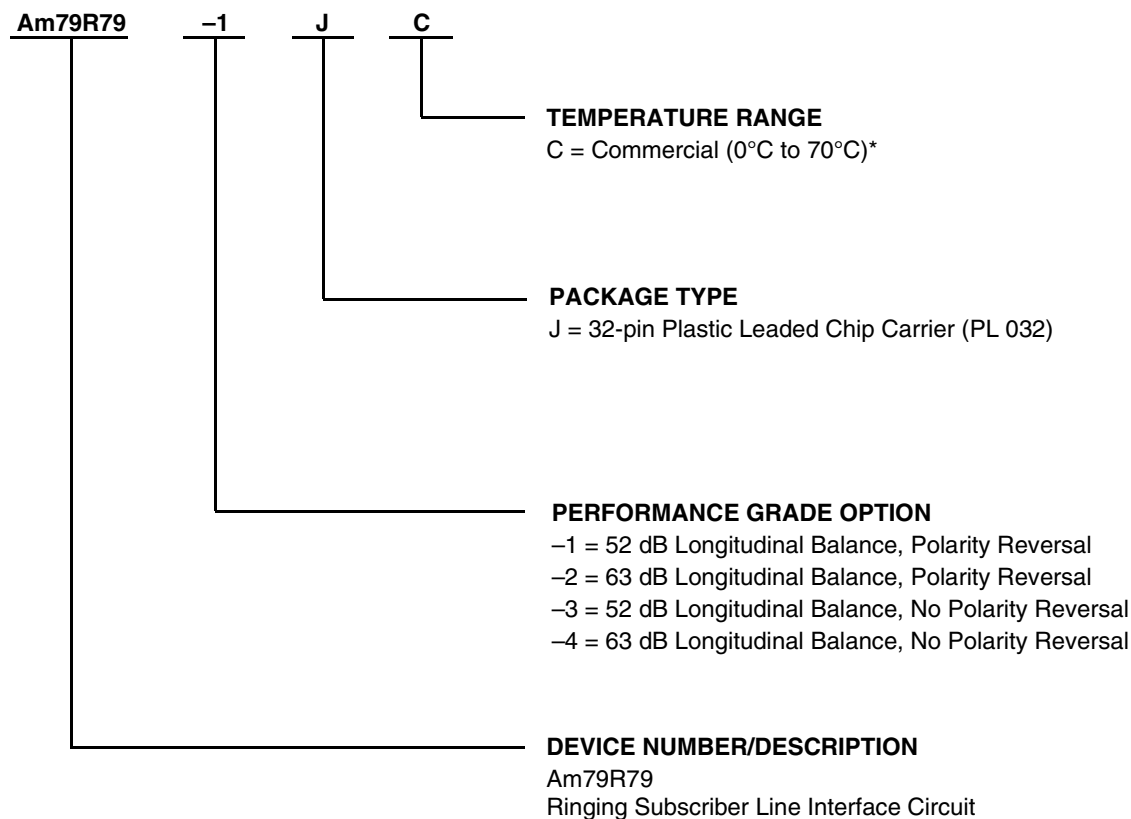 Am79R79 –1 J C
TEMPERATURE RANGE
C = Commercial (0°C to 70°C)*
PACKAGE TYPE
J = 32-pin Plastic Leaded Chip Carrier (PL 032)
PERFORMANCE GRADE OPTION
–1 = 52 dB Longitudinal Balance, Polarity Reversal
–2 = 63 dB Longitudinal Balance, Polarity Reversal
–3 = 52 dB Longitudinal Balance, No Polarity Reversal
–4 = 63 dB Longitudinal Balance, No Polarity Reversal
DEVICE NUMBER/DESCRIPTION
Am79R79
Ringing Subscriber Line Interface Circuit